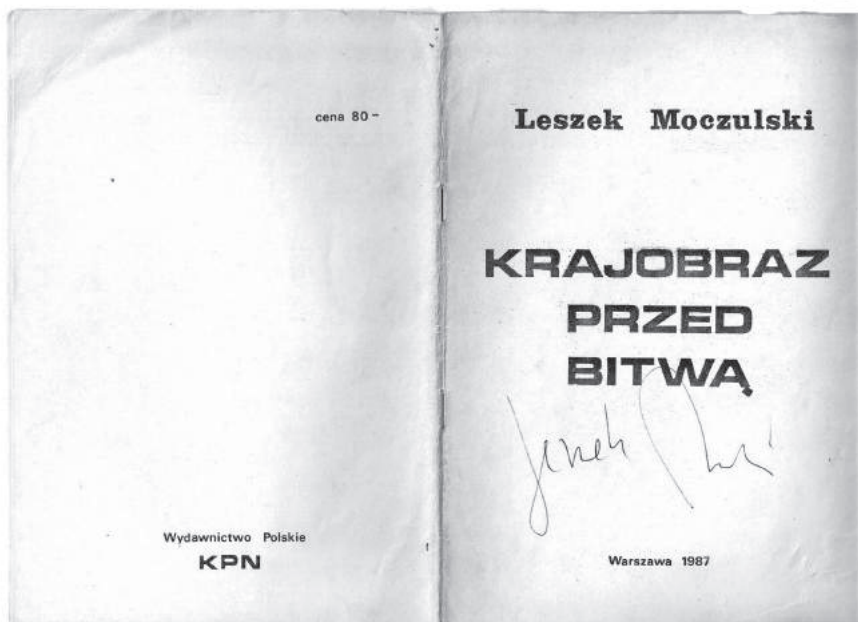 cena 80-
Wydawnictwo Polskie
KPN
Leszek Moczulski
KRAJOBRAZ
PRZED
BITWĄ
Warszawa 1987